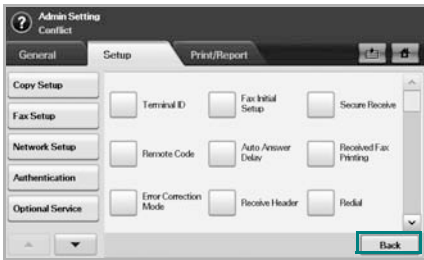 Admin Setting
Conflict
General
Setup
Print/Report
Copy Setup
Fax Setup
Network Setup
Authentication
Optional Service
Terminal ID
Fax Initial
Setup
Secure Receive
Remote Code
Auto Answer
Delay
Received Fax
Printing
Error Correction
Mode
Receive Header
Redial
Back